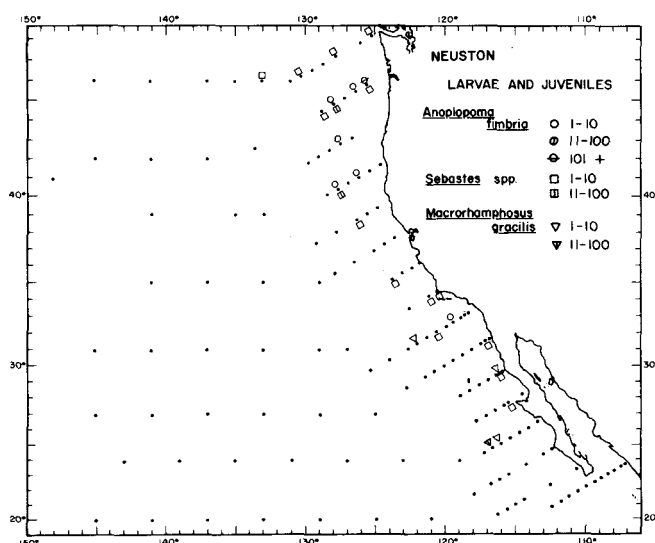 150° 140° 130° 120° 110°
NEUSTON
LARVAE AND JUVENILES
Anoplopoma
fimbria
1-10
11-100
101 +
Sebastes spp.
1-10
11-100
Macrorhamphosus
gracilis
1-10
11-100
40° 40°
30° 30°
20° 20°
150° 140° 130° 120° 110°